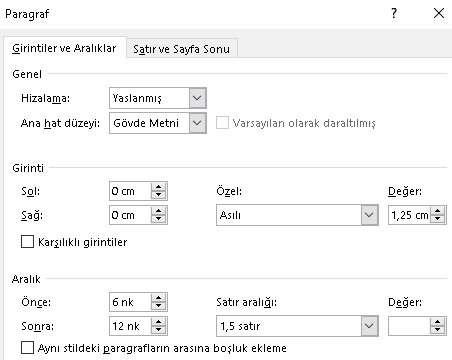 Paragraf ? ×
Girintiler ve Aralıklar Satır ve Sayfa Sonu
Genel
Hizalama: Yaslanmış
Ana hat düzeyi: Gövde Metni Varsayılan olarak daraltılmış
Girinti
Sol: 0 cm Özel: Değer:
Sağ: 0 cm Asılı 1,25 cm
Karşılıklı girintiler
Aralık
Önce: 6 nk Satır aralığı: Değer:
Sonra: 12 nk 1,5 satır
Aynı stildeki paragrafların arasına boşluk ekleme